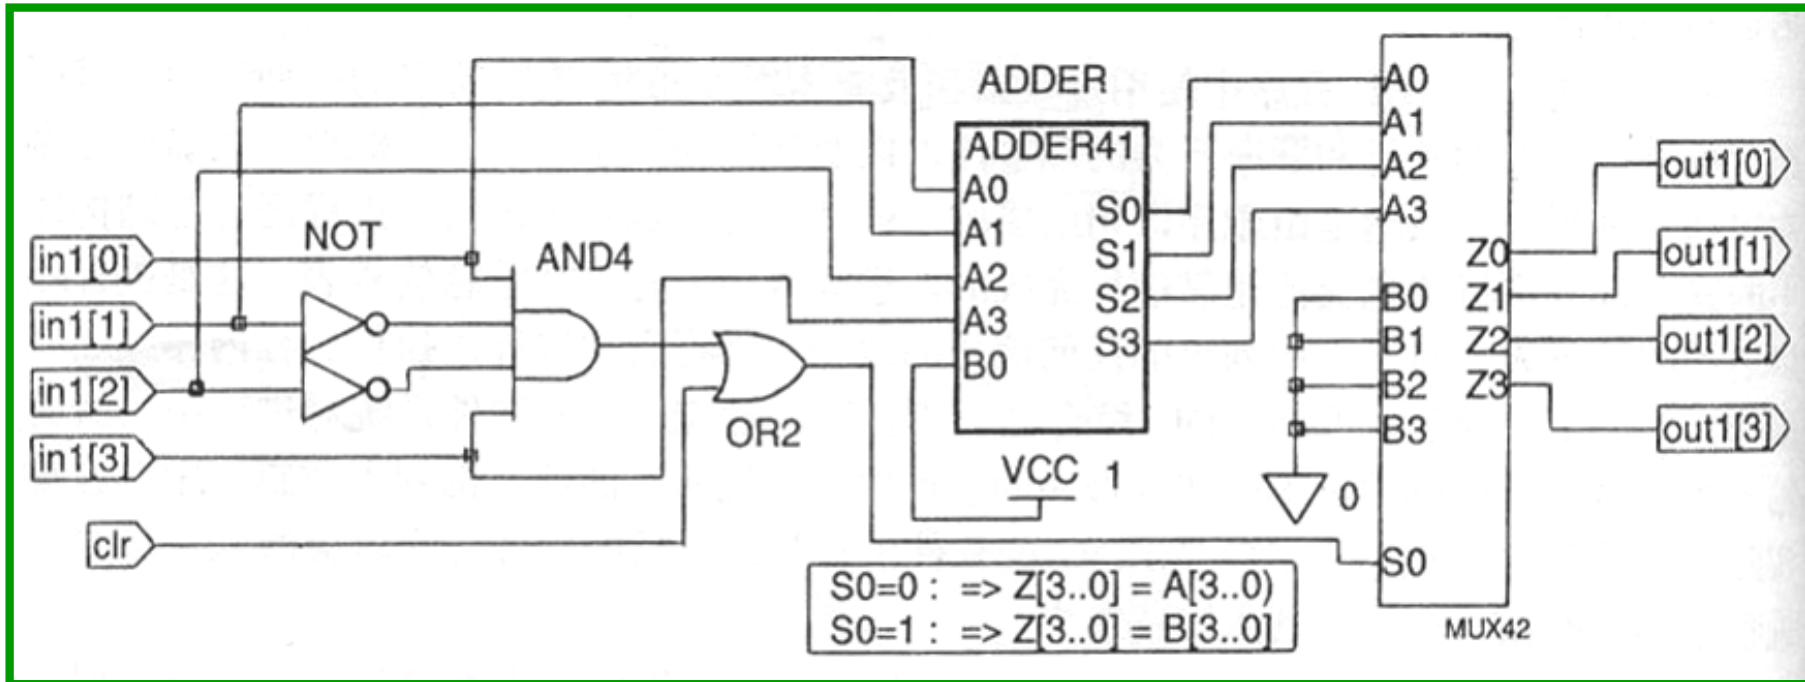 ADDER
ADDER41
A0
A1
A2
A3
B0
S0
S1
S2
S3
NOT
AND4
OR2
in1[0]
in1[1]
in1[2]
in1[3]
clr
VCC 1
0
A0
A1
A2
A3
B0
B1
B2
B3
S0
Z0
Z1
Z2
Z3
MUX42
out1[0]
out1[1]
out1[2]
out1[3]
S0=0 : => Z[3..0] = A[3..0)
S0=1 : => Z[3..0] = B[3..0]